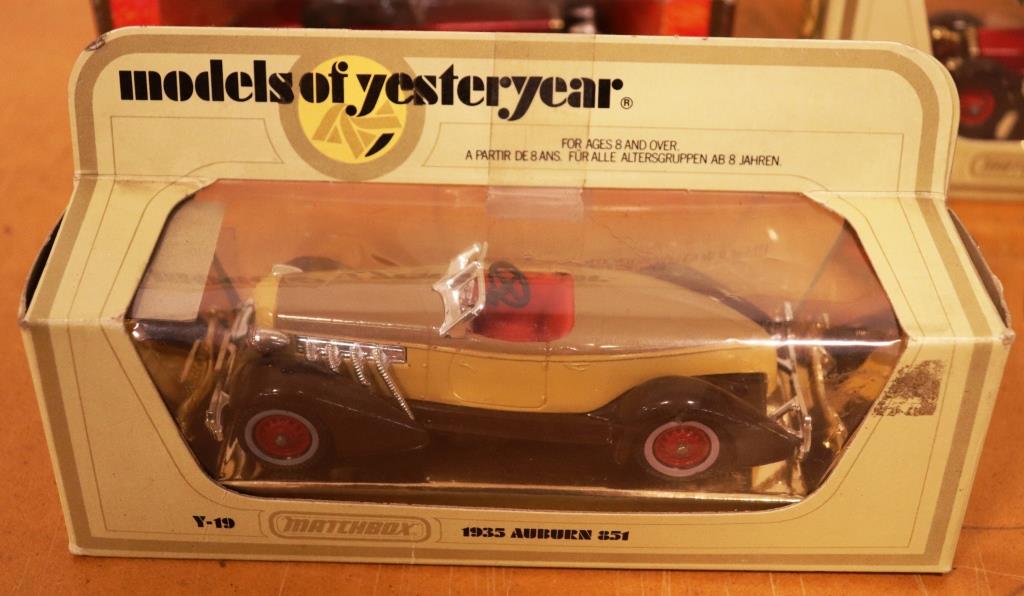 models of yesteryear®
FOR AGES 8 AND OVER.
A PARTIR DE 8 ANS. FÜR ALLE ALTERSGRUPPEN AB 8 JAHREN.
Y-19 MATCHBOX 1935 AUBURN 851